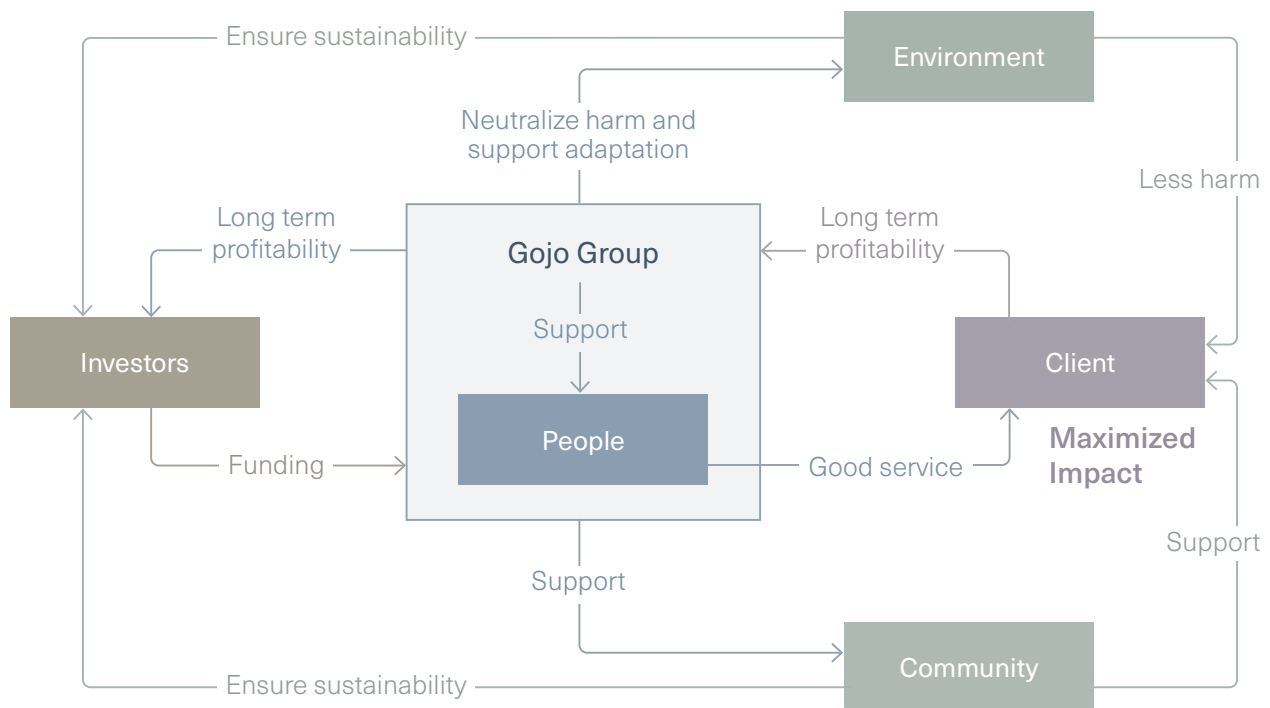 Ensure sustainability
Environment
Neutralize harm and
support adaptation
Less harm
Long term
profitability
Gojo Group
Long term
profitability
Support
Investors
Client
People
Maximized
Impact
Funding
Good service
Support
Support
Community
Ensure sustainability